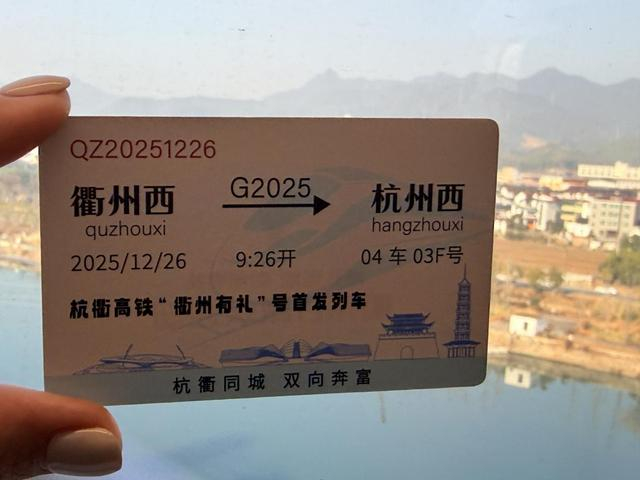 QZ20251226
衢州西 G2025 杭州西
quzhouxi hangzhouxi
2025/12/26 9:26开 04 车 03F号
杭衢高铁“衢州有礼”号首发列车
杭衢同城 双向奔富